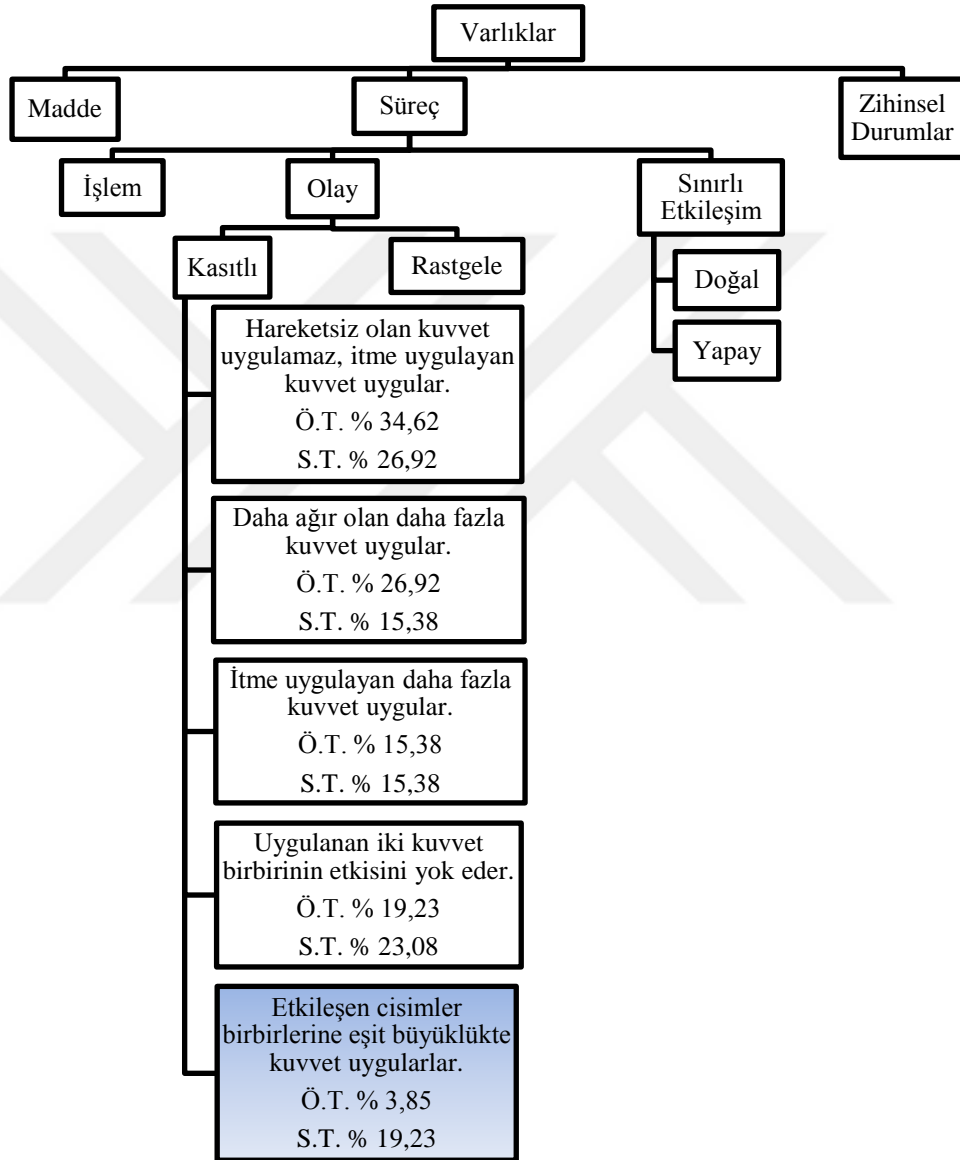 Varlıklar
Madde
Süreç
Zihinsel
Durumlar
İşlem
Olay
Sınırlı
Etkileşim
Kasıtlı
Rastgele
Doğal
Yapay
Hareketsiz olan kuvvet
uygulamaz, itme uygulayan
kuvvet uygular.
Ö.T. % 34,62
S.T. % 26,92
Daha ağır olan daha fazla
kuvvet uygular.
Ö.T. % 26,92
S.T. % 15,38
İtme uygulayan daha fazla
kuvvet uygular.
Ö.T. % 15,38
S.T. % 15,38
Uygulanan iki kuvvet
birbirinin etkisini yok eder.
Ö.T. % 19,23
S.T. % 23,08
Etkileşen cisimler
birbirlerine eşit büyüklükte
kuvvet uygularlar.
Ö.T. % 3,85
S.T. % 19,23